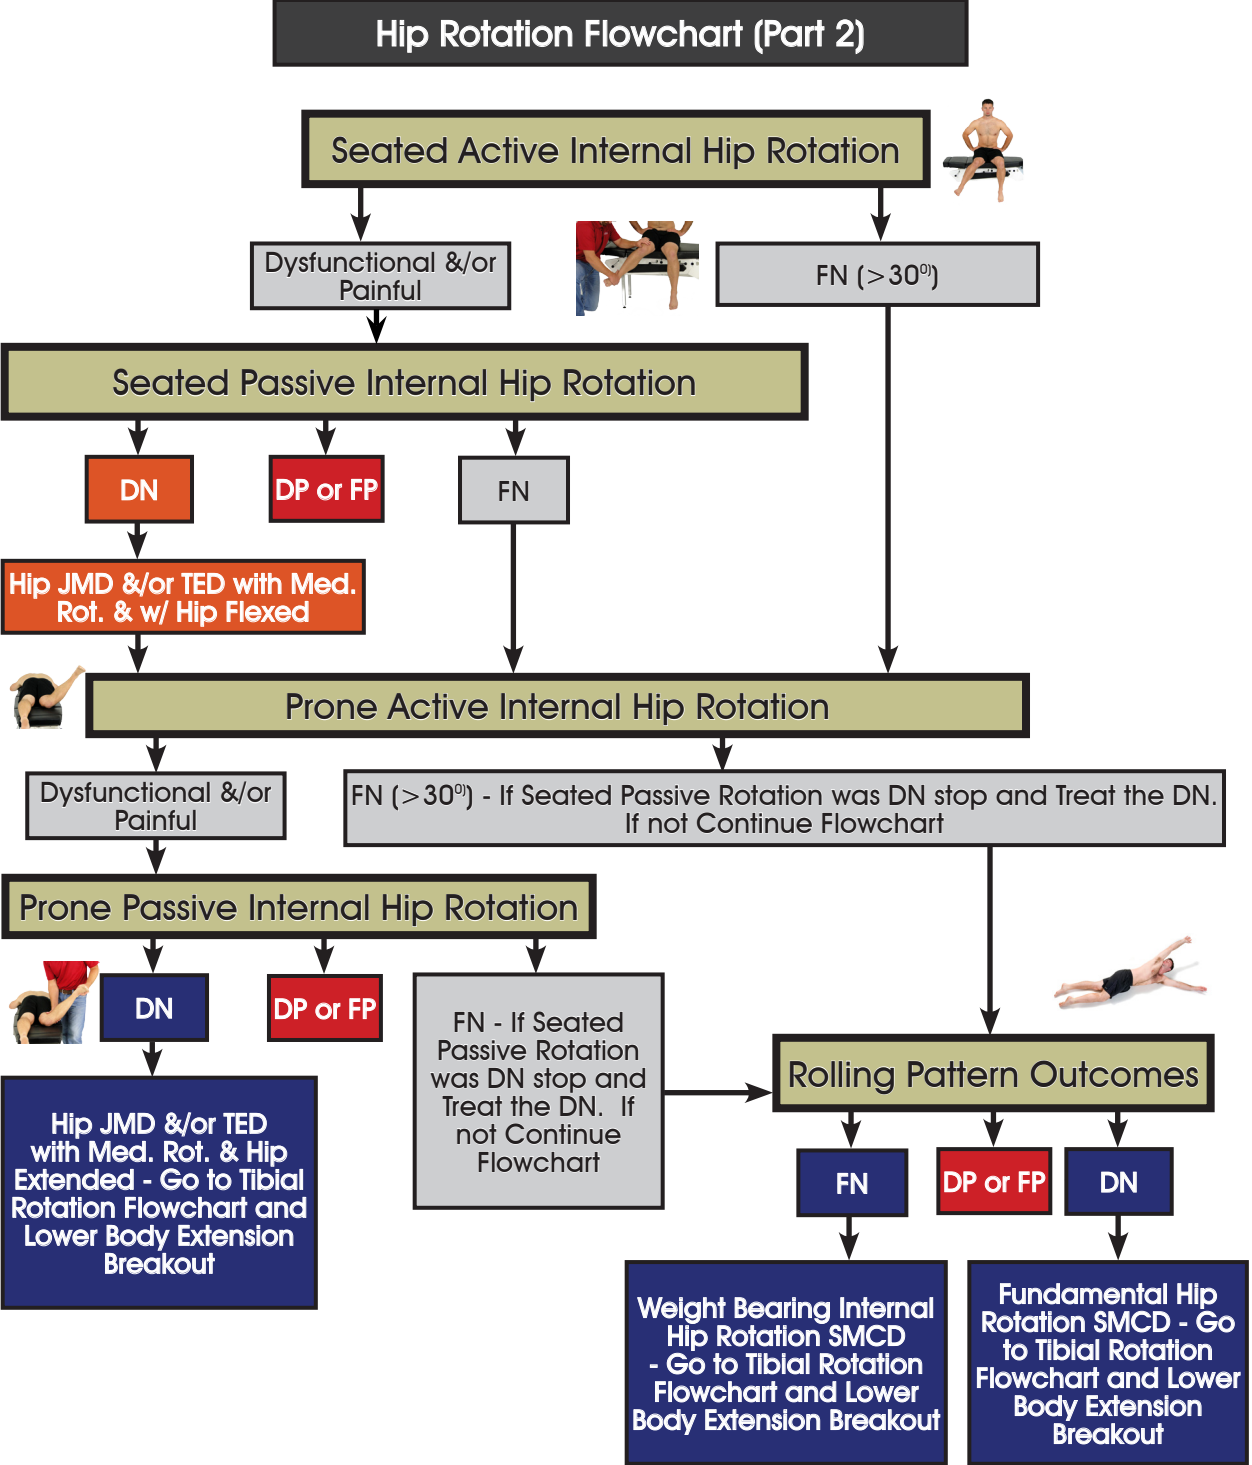 Hip Rotation Flowchart (Part 2)
Seated Active Internal Hip Rotation
Dysfunctional &/or
Painful
FN (>30⁰⁾)
Seated Passive Internal Hip Rotation
DN
DP or FP
FN
Hip JMD &/or TED with Med.
Rot. & w/ Hip Flexed
Prone Active Internal Hip Rotation
Dysfunctional &/or
Painful
FN (>30⁰⁾) - If Seated Passive Rotation was DN stop and Treat the DN.
If not Continue Flowchart
Prone Passive Internal Hip Rotation
DN
DP or FP
FN - If Seated
Passive Rotation
was DN stop and
Treat the DN.  If
not Continue
Flowchart
Hip JMD &/or TED
with Med. Rot. & Hip
Extended - Go to Tibial
Rotation Flowchart and
Lower Body Extension
Breakout
Rolling Pattern Outcomes
FN
DP or FP
DN
Weight Bearing Internal
Hip Rotation SMCD
- Go to Tibial Rotation
Flowchart and Lower
Body Extension Breakout
Fundamental Hip
Rotation SMCD - Go
to Tibial Rotation
Flowchart and Lower
Body Extension
Breakout